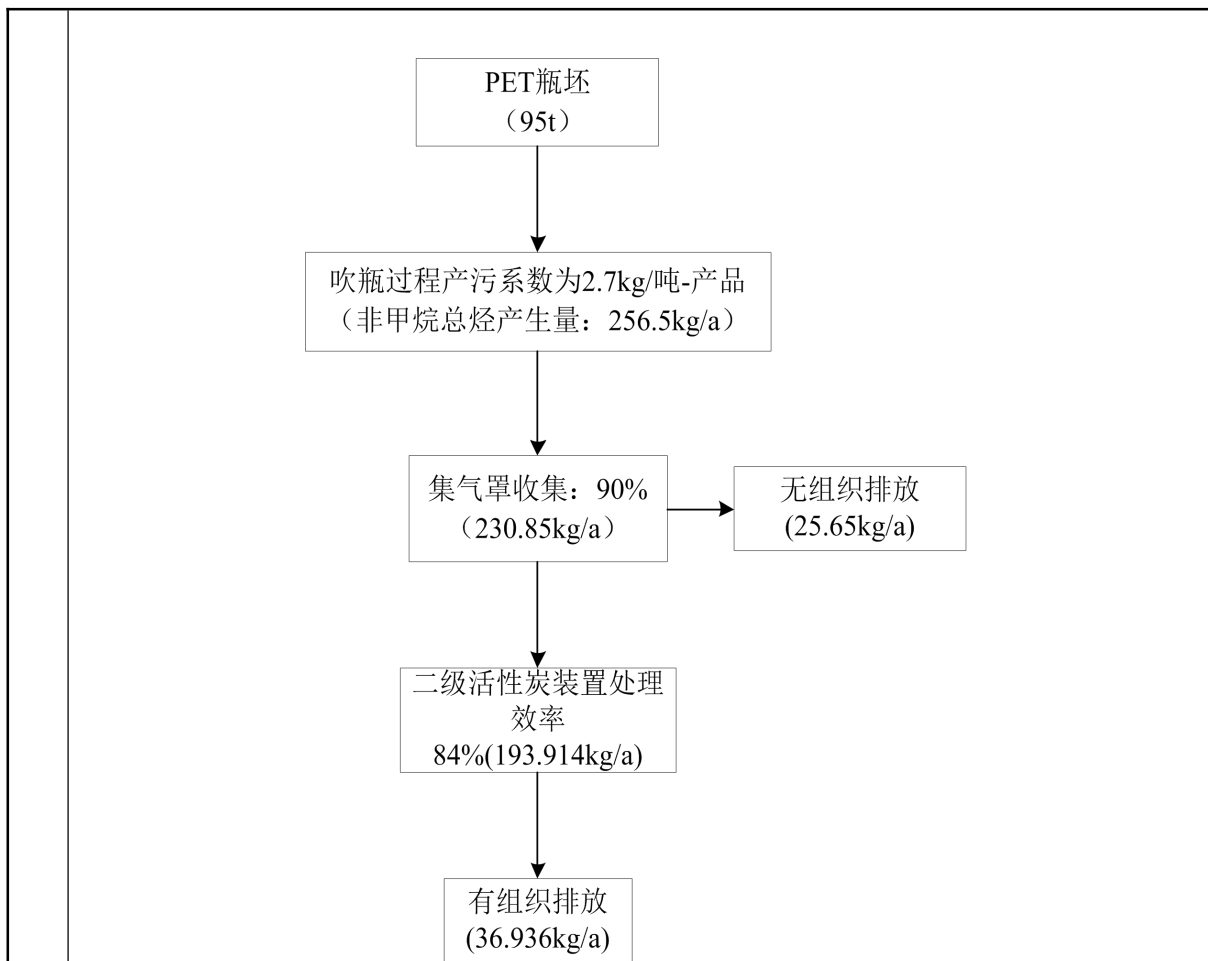 PET瓶坯
（95t）
吹瓶过程产污系数为2.7kg/吨-产品
（非甲烷总烃产生量：256.5kg/a）
集气罩收集：90%
（230.85kg/a）
无组织排放
(25.65kg/a)
二级活性炭装置处理
效率
84%(193.914kg/a)
有组织排放
(36.936kg/a)